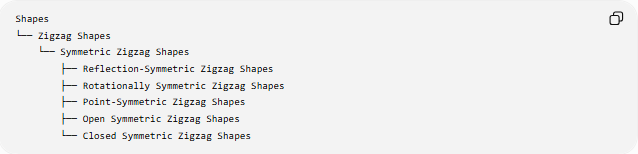 Shapes
└── Zigzag Shapes
    └── Symmetric Zigzag Shapes
        ├── Reflection-Symmetric Zigzag Shapes
        ├── Rotationally Symmetric Zigzag Shapes
        ├── Point-Symmetric Zigzag Shapes
        ├── Open Symmetric Zigzag Shapes
        └── Closed Symmetric Zigzag Shapes